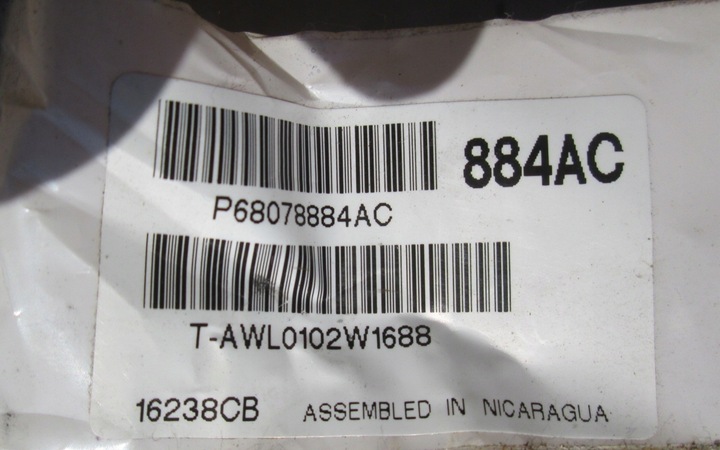 884AC
P68078884AC
T-AWL0102W1688
16238CB ASSEMBLED IN NICARAGUA